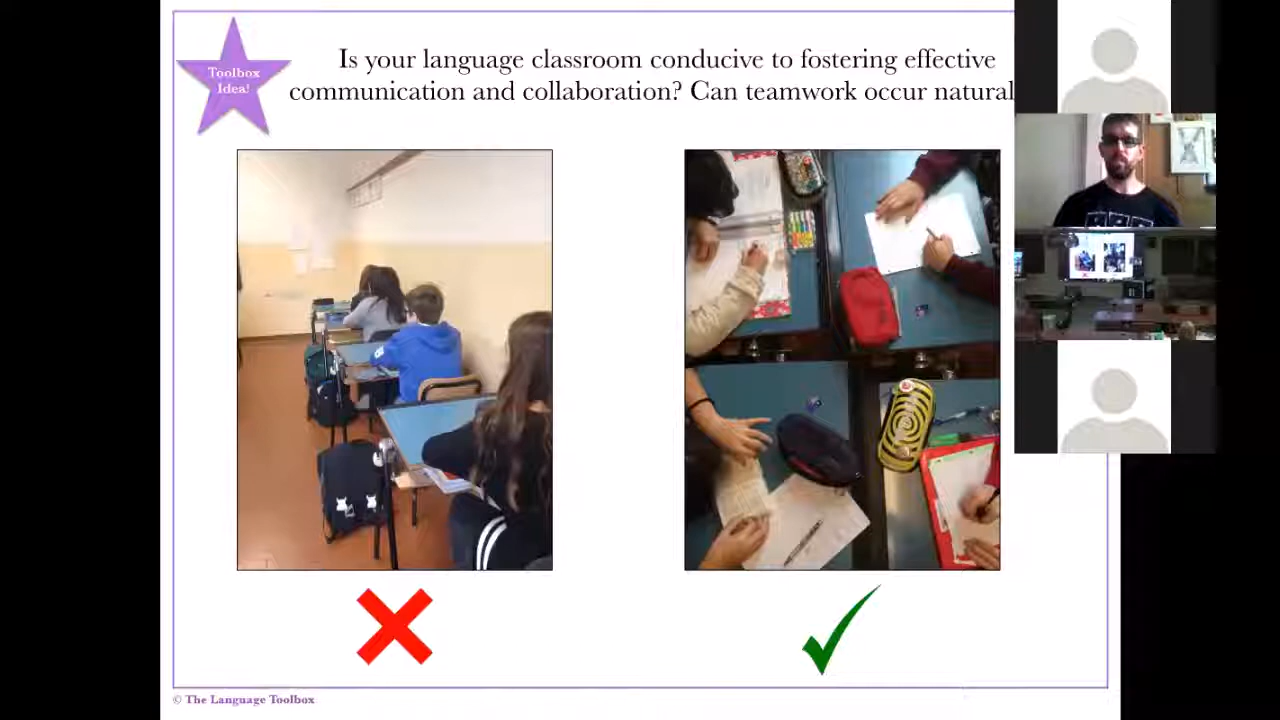 Toolbox
Idea!
Is your language classroom conducive to fostering effective
communication and collaboration? Can teamwork occur natural
© The Language Toolbox